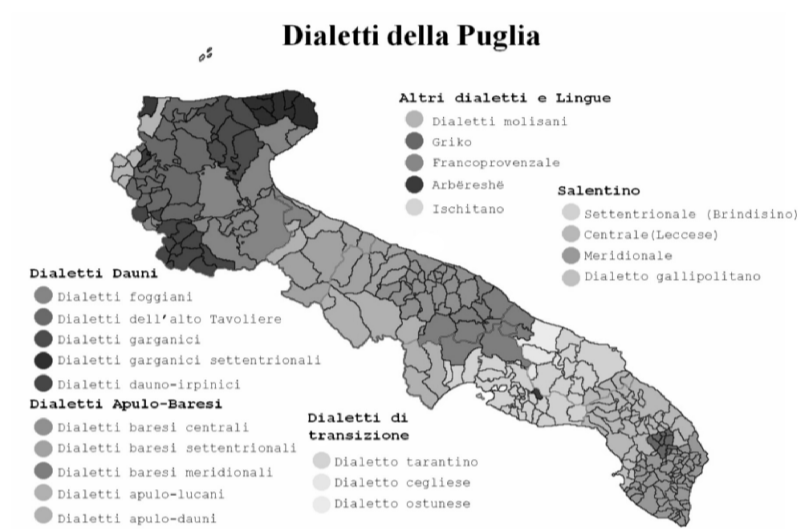 Dialetti della Puglia
Altri dialetti e Lingue
Dialetti molisani
Griko
Francoprovenzale
Arbëreshë
Ischitano
Salentino
Settentrionale (Brindisino)
Centrale(Leccese)
Meridionale
Dialetto gallipolitano
Dialetti Dauni
Dialetti foggiani
Dialetti dell'alto Tavoliere
Dialetti garganici
Dialetti garganici settentrionali
Dialetti dauno-irpinici
Dialetti Apulo-Baresi
Dialetti baresi centrali
Dialetti baresi settentrionali
Dialetti baresi meridionali
Dialetti apulo-lucani
Dialetti apulo-dauni
Dialetti di
transizione
Dialetto tarantino
Dialetto cegliese
Dialetto ostunese